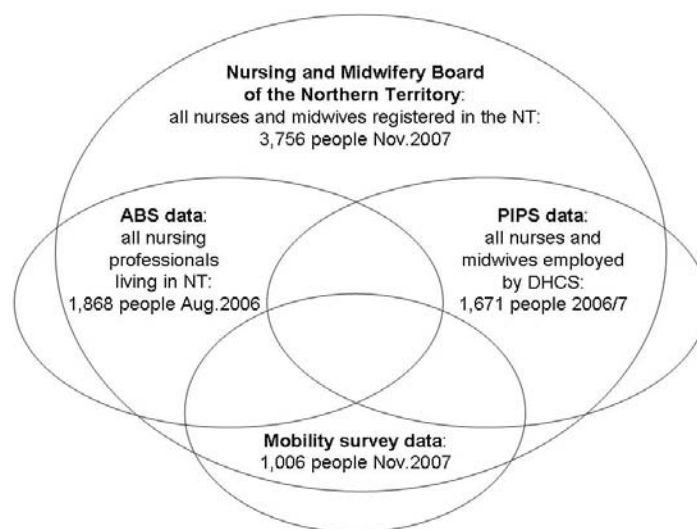 Nursing and Midwifery Board
of the Northern Territory:
all nurses and midwives registered in the NT:
3,756 people Nov.2007
ABS data:
all nursing
professionals
living in NT:
1,868 people Aug.2006
PIPS data:
all nurses and
midwives employed
by DHCS:
1,671 people 2006/7
Mobility survey data:
1,006 people Nov.2007